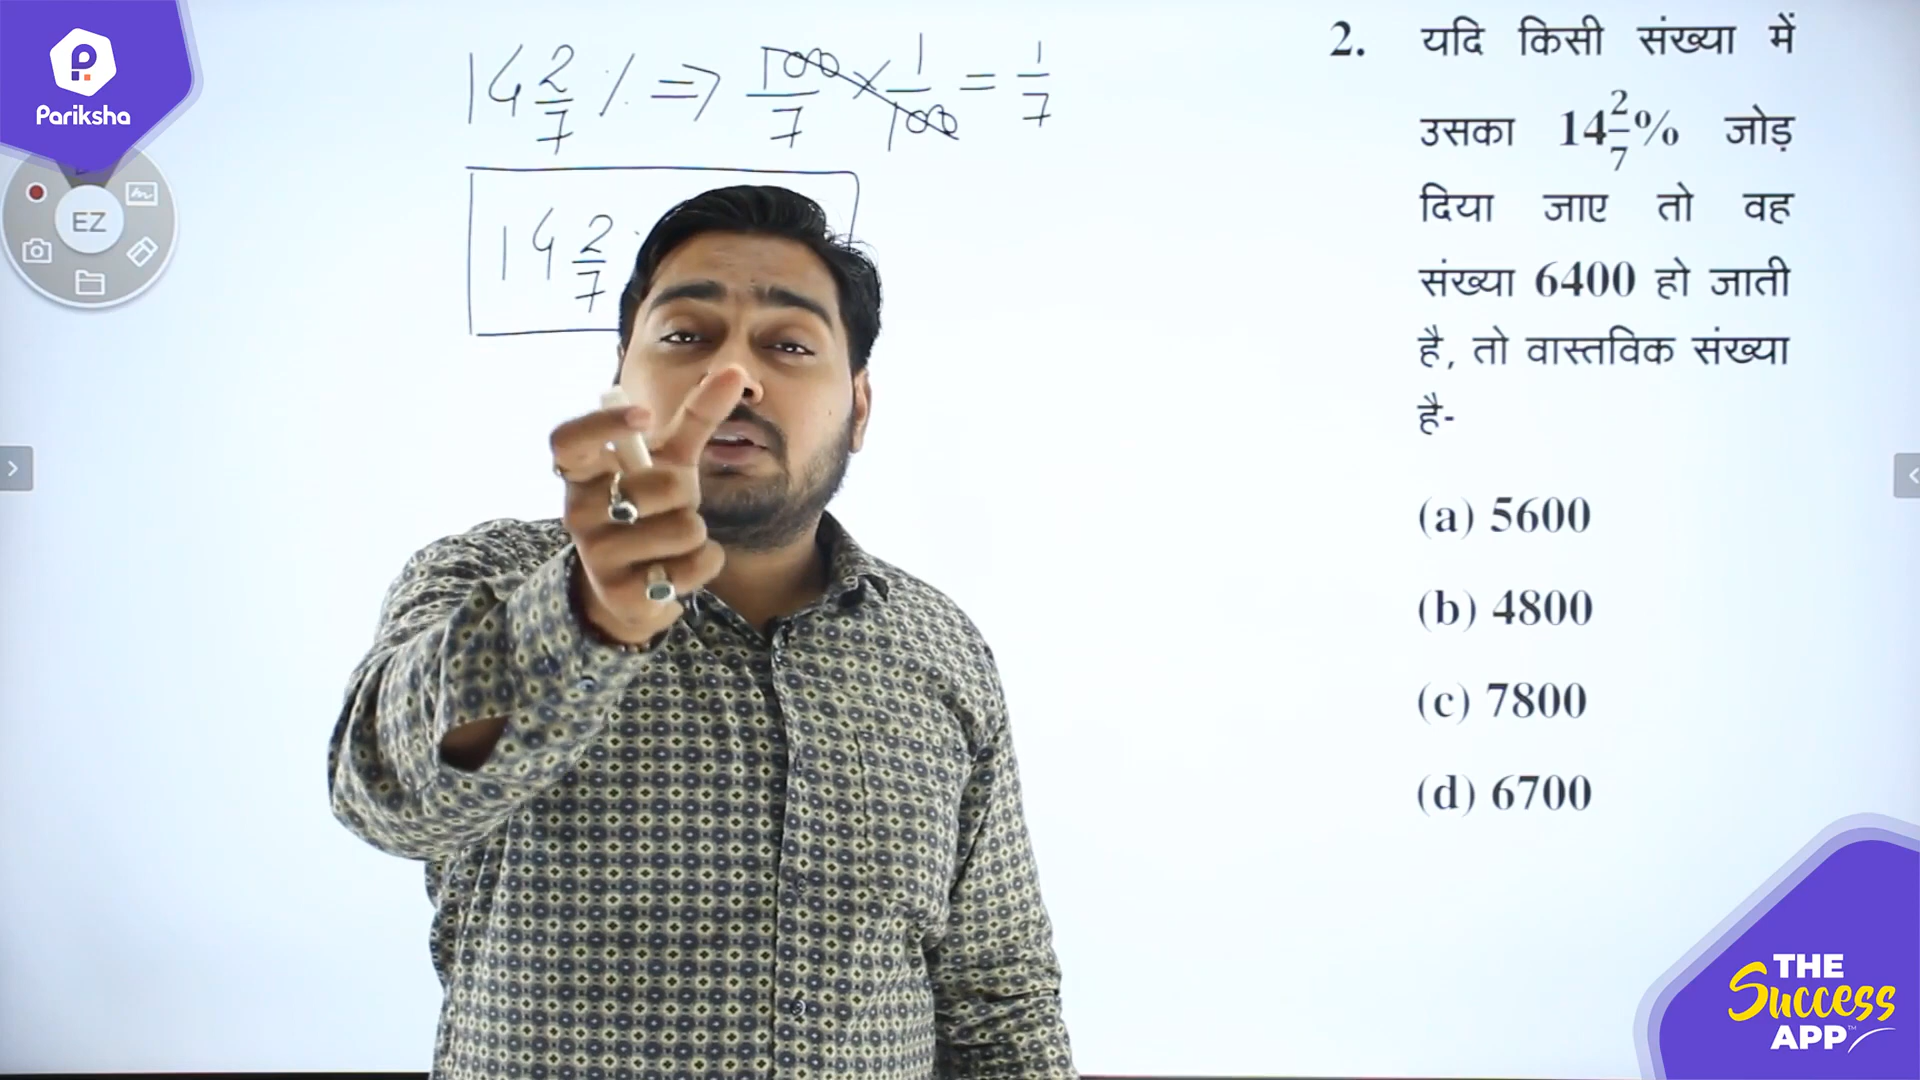 Pariksha
EZ
14 2/7 % ⇒ 100/7 × 1/100 = 1/7
14 2/7
2. यदि किसी संख्या में
उसका 14 2/7% जोड़
दिया जाए तो वह
संख्या 6400 हो जाती
है, तो वास्तविक संख्या
है-
(a) 5600
(b) 4800
(c) 7800
(d) 6700
THE
Success
APP™